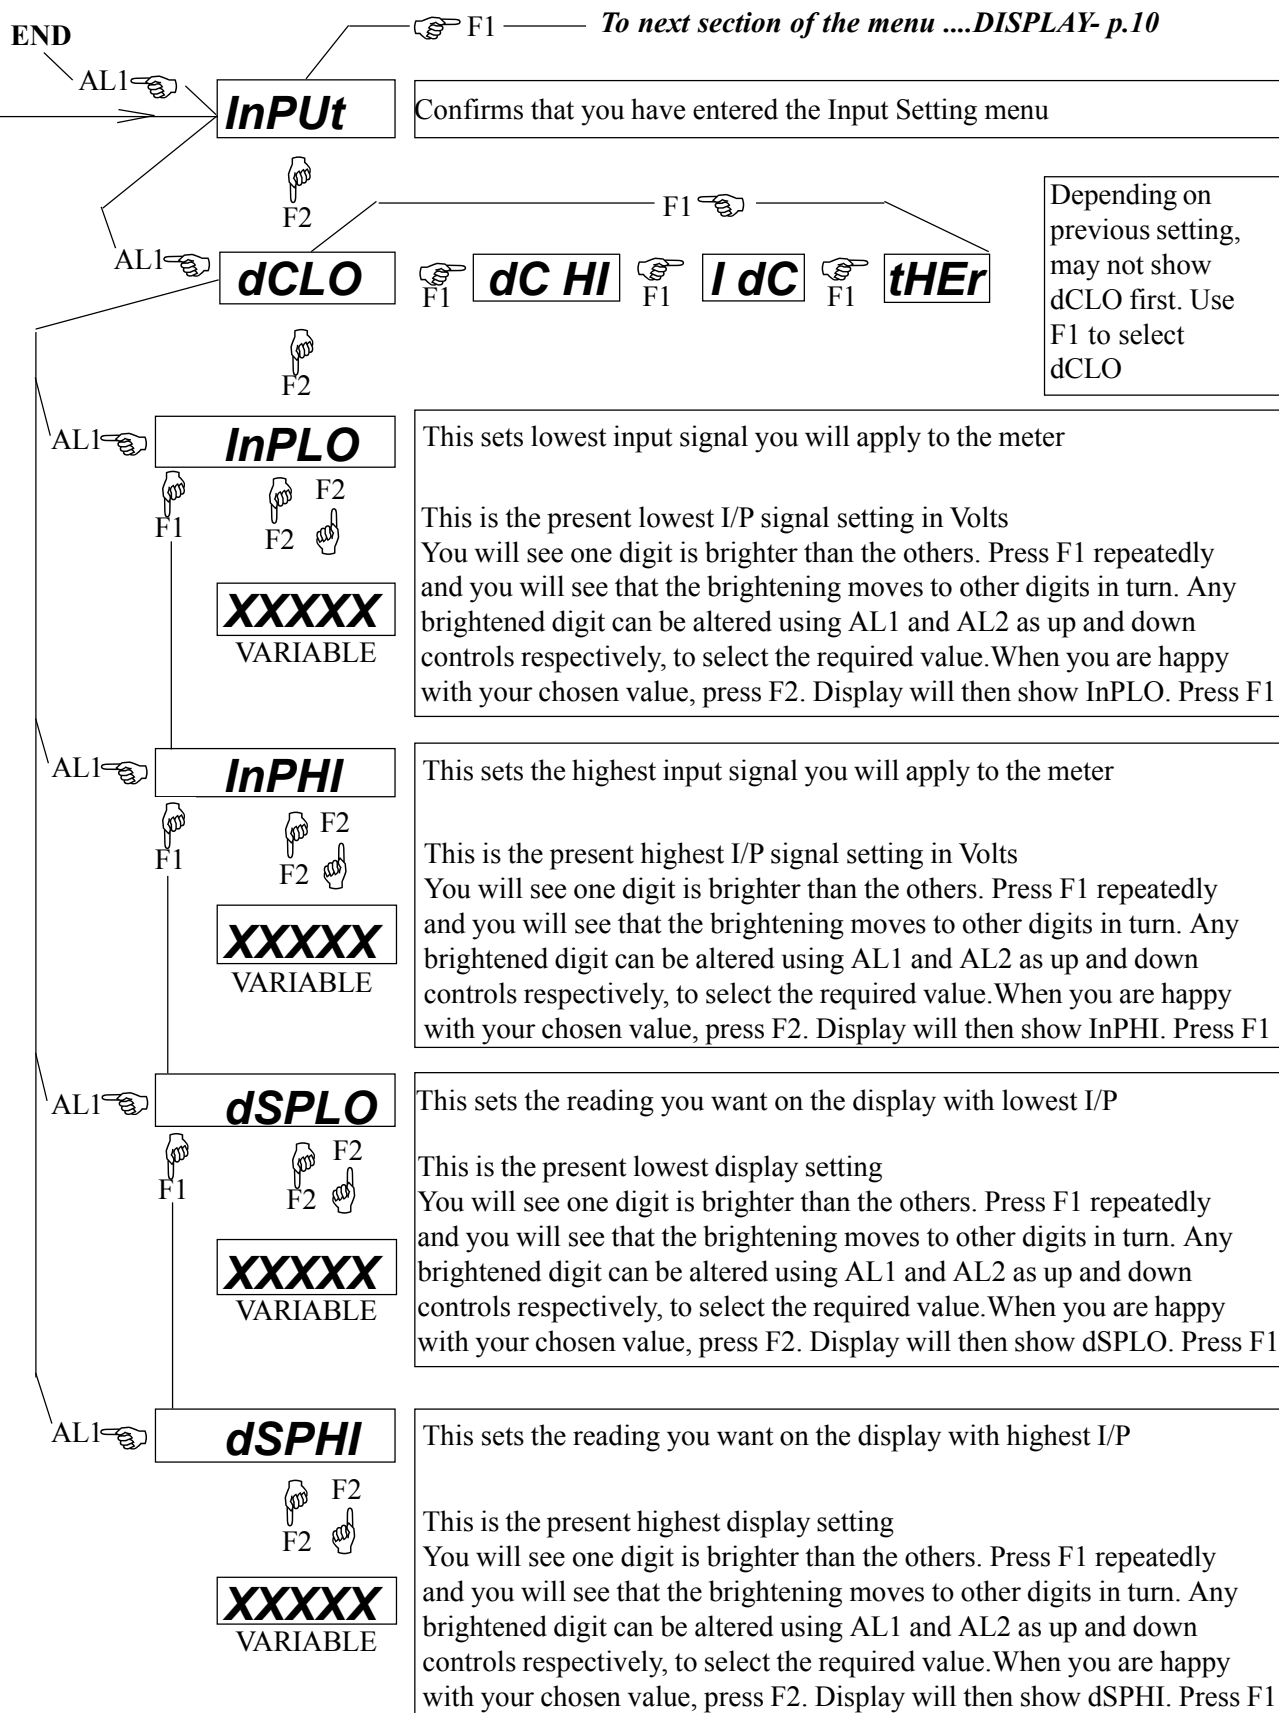 F1 To next section of the menu ....DISPLAY- p.10
END
AL1
InPUt
Confirms that you have entered the Input Setting menu
F2
F1
Depending on
previous setting,
may not show
dCLO first. Use
F1 to select
dCLO
AL1
dCLO
F1
dC HI
F1
I dC
F1
tHEr
F2
AL1
InPLO
This sets lowest input signal you will apply to the meter
F1
F2
F2
This is the present lowest I/P signal setting in Volts
You will see one digit is brighter than the others. Press F1 repeatedly
and you will see that the brightening moves to other digits in turn. Any
brightened digit can be altered using AL1 and AL2 as up and down
controls respectively, to select the required value.When you are happy
with your chosen value, press F2. Display will then show InPLO. Press F1
XXXXX
VARIABLE
AL1
InPHI
This sets the highest input signal you will apply to the meter
F1
F2
F2
This is the present highest I/P signal setting in Volts
You will see one digit is brighter than the others. Press F1 repeatedly
and you will see that the brightening moves to other digits in turn. Any
brightened digit can be altered using AL1 and AL2 as up and down
controls respectively, to select the required value.When you are happy
with your chosen value, press F2. Display will then show InPHI. Press F1
XXXXX
VARIABLE
AL1
dSPLO
This sets the reading you want on the display with lowest I/P
F1
F2
F2
This is the present lowest display setting
You will see one digit is brighter than the others. Press F1 repeatedly
and you will see that the brightening moves to other digits in turn. Any
brightened digit can be altered using AL1 and AL2 as up and down
controls respectively, to select the required value.When you are happy
with your chosen value, press F2. Display will then show dSPLO. Press F1
XXXXX
VARIABLE
AL1
dSPHI
This sets the reading you want on the display with highest I/P
F2
F2
This is the present highest display setting
You will see one digit is brighter than the others. Press F1 repeatedly
and you will see that the brightening moves to other digits in turn. Any
brightened digit can be altered using AL1 and AL2 as up and down
controls respectively, to select the required value.When you are happy
with your chosen value, press F2. Display will then show dSPHI. Press F1
XXXXX
VARIABLE